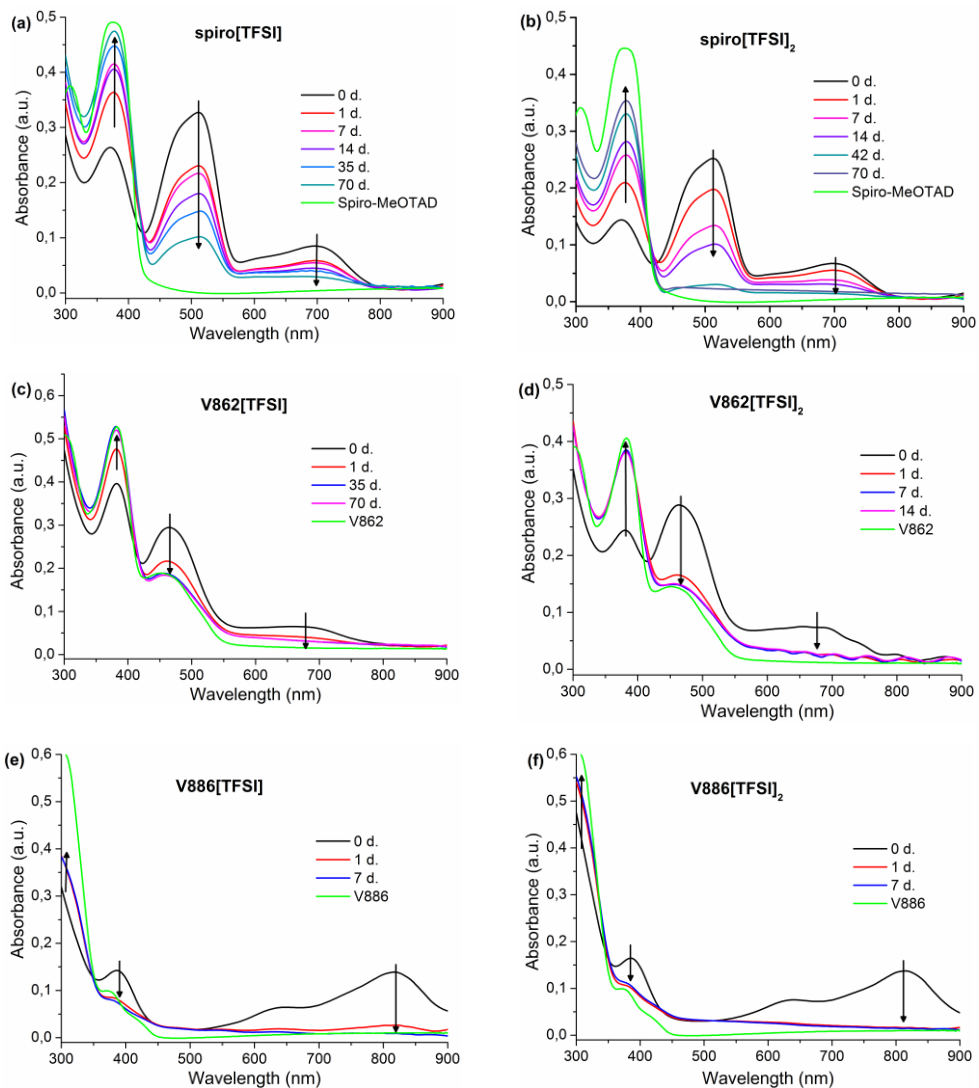 (a)
spiro[TFSI]
0 d.
1 d.
7 d.
14 d.
35 d.
70 d.
Spiro-MeOTAD
Absorbance (a.u.)
0,5
0,4
0,3
0,2
0,1
0,0
300 400 500 600 700 800 900
Wavelength (nm)
(b)
spiro[TFSI]2
0 d.
1 d.
7 d.
14 d.
42 d.
70 d.
Spiro-MeOTAD
Absorbance (a.u.)
0,5
0,4
0,3
0,2
0,1
0,0
300 400 500 600 700 800 900
Wavelength (nm)
(c)
V862[TFSI]
0 d.
1 d.
35 d.
70 d.
V862
Absorbance (a.u.)
0,6
0,5
0,4
0,3
0,2
0,1
0,0
300 400 500 600 700 800 900
Wavelength (nm)
(d)
V862[TFSI]2
0 d.
1 d.
7 d.
14 d.
V862
Absorbance (a.u.)
0,5
0,4
0,3
0,2
0,1
0,0
300 400 500 600 700 800 900
Wavelength (nm)
(e)
V886[TFSI]
0 d.
1 d.
7 d.
V886
Absorbance (a.u.)
0,6
0,5
0,4
0,3
0,2
0,1
0,0
300 400 500 600 700 800 900
Wavelength (nm)
(f)
V886[TFSI]2
0 d.
1 d.
7 d.
V886
Absorbance (a.u.)
0,6
0,5
0,4
0,3
0,2
0,1
0,0
300 400 500 600 700 800 900
Wavelength (nm)